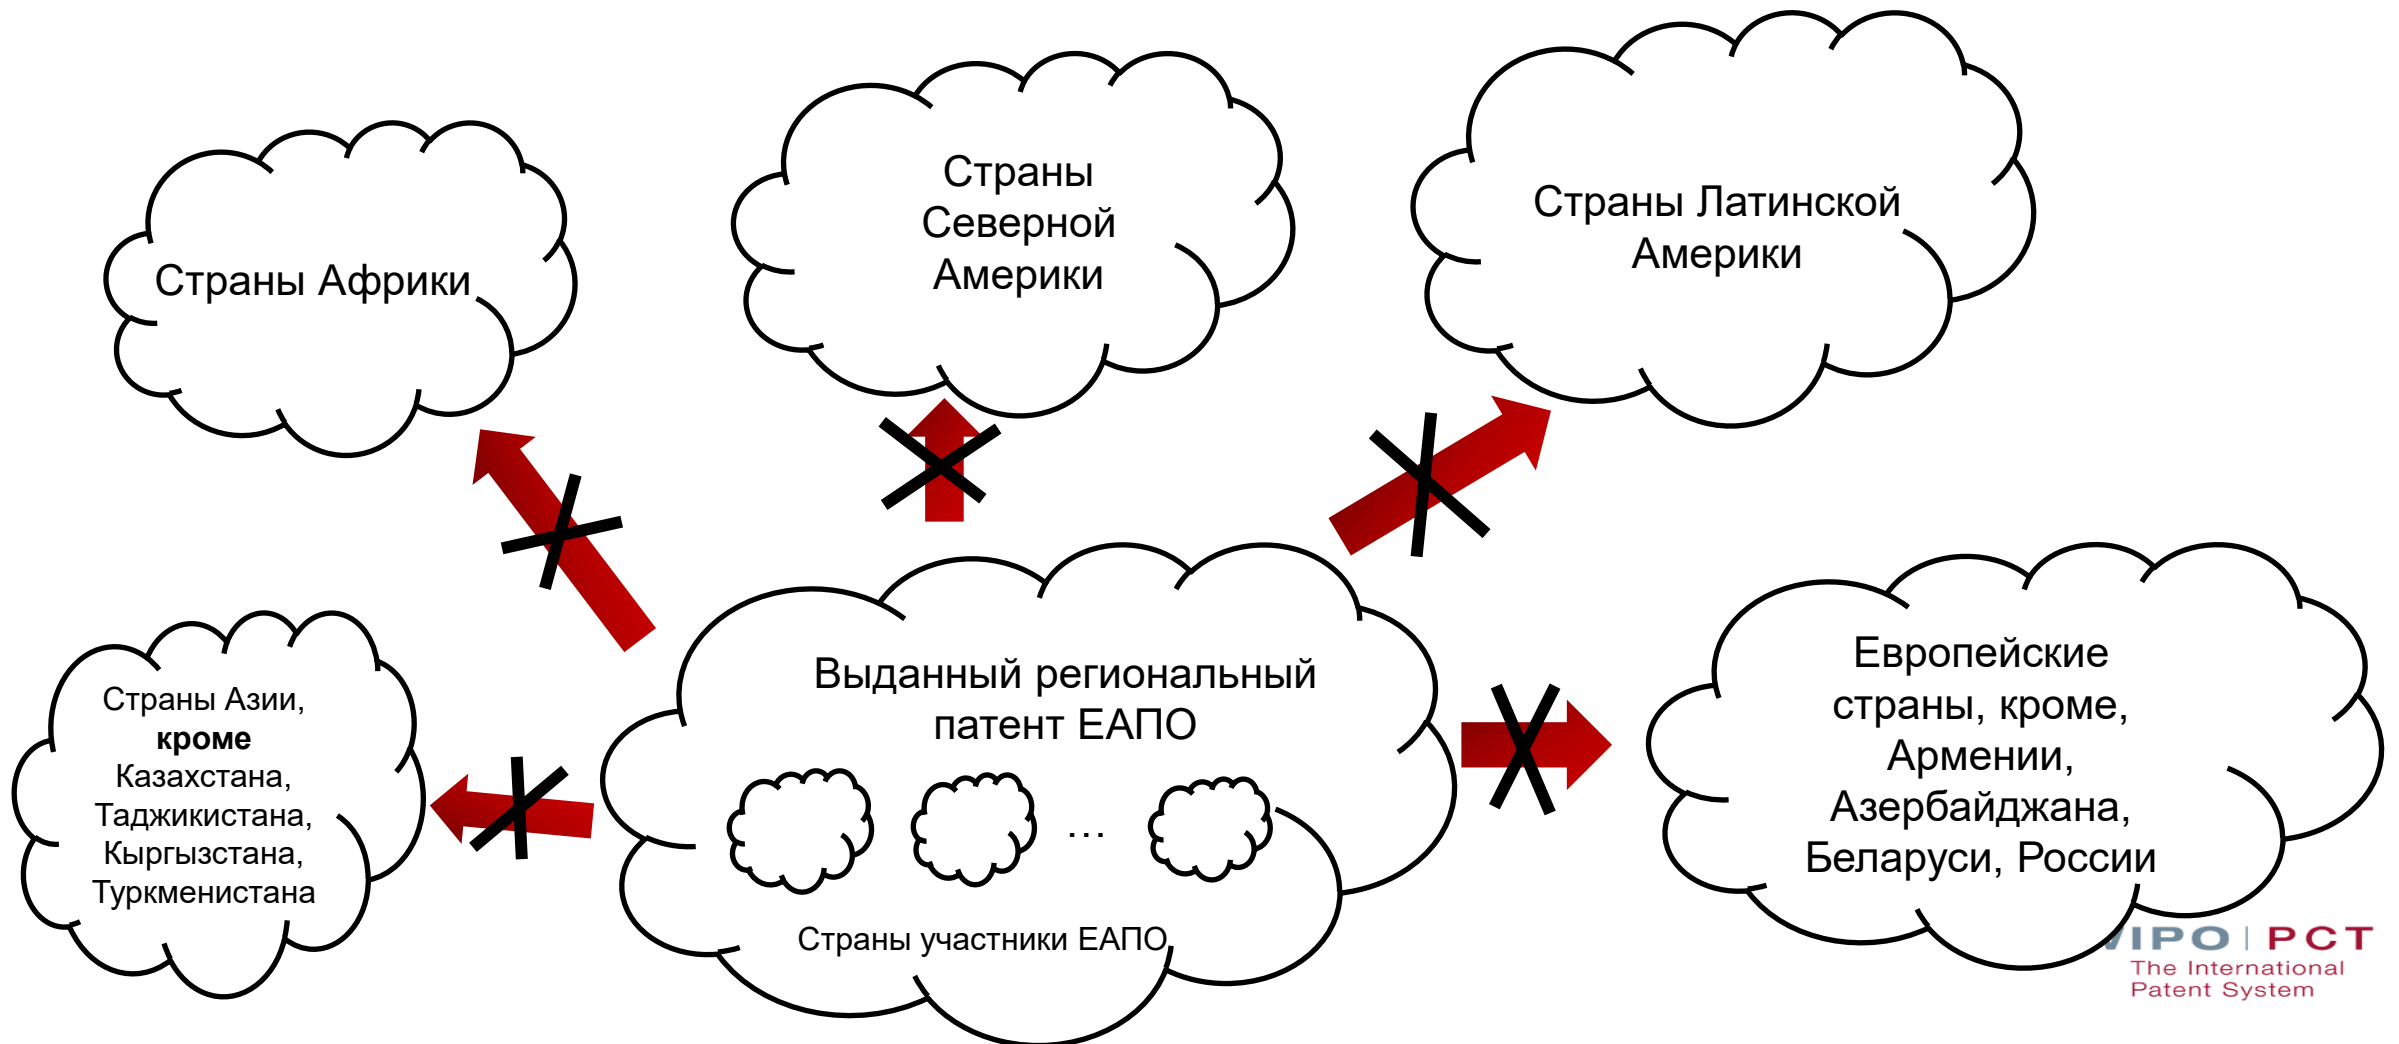 Страны Африки
Страны
Северной
Америки
Страны Латинской
Америки
Страны Азии,
кроме
Казахстана,
Таджикистана,
Кыргызстана,
Туркменистана
Выданный региональный
патент ЕАПО
...
Страны участники ЕАПО
Европейские
страны, кроме,
Армении,
Азербайджана,
Беларуси, России
WIPO | PCT
The International
Patent System